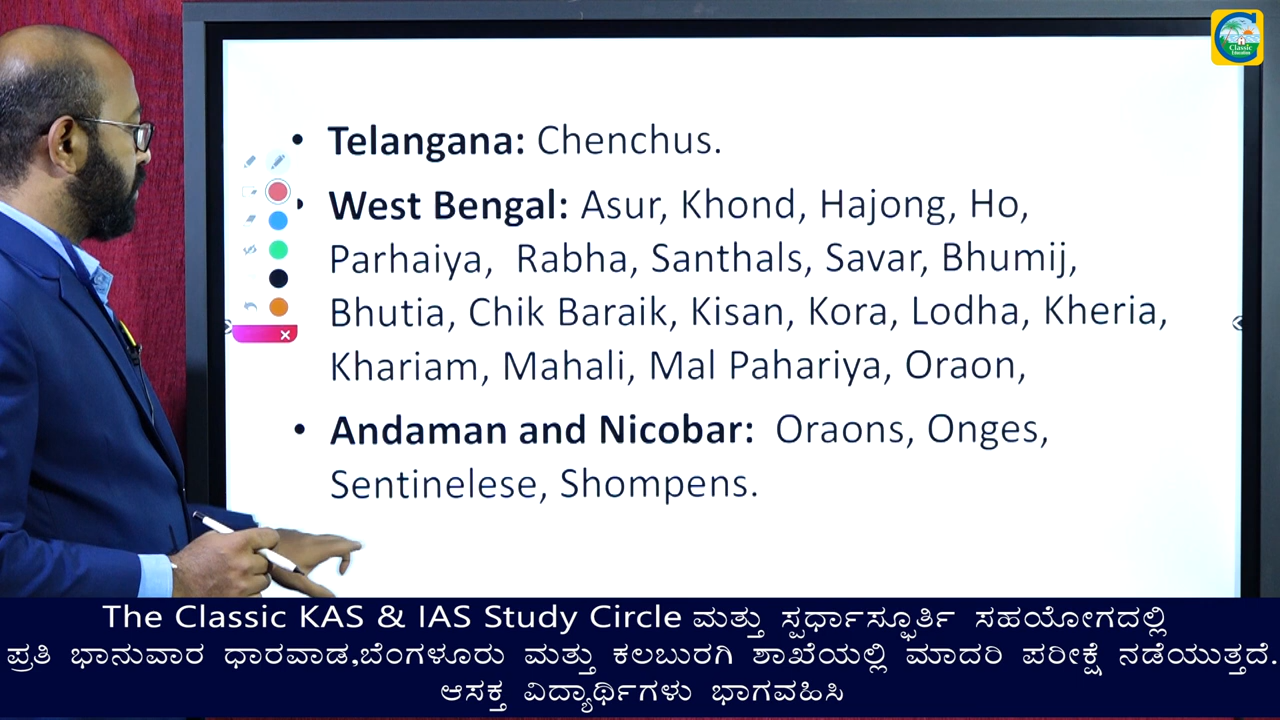 Classic
Education
• Telangana: Chenchus.
• West Bengal: Asur, Khond, Hajong, Ho,
Parhaiya, Rabha, Santhals, Savar, Bhumij,
Bhutia, Chik Baraik, Kisan, Kora, Lodha, Kheria,
Khariam, Mahali, Mal Pahariya, Oraon,
• Andaman and Nicobar: Oraons, Onges,
Sentinelese, Shompens.
The Classic KAS & IAS Study Circle ಮತ್ತು ಸ್ಪರ್ಧಾಸ್ಫೂರ್ತಿ ಸಹಯೋಗದಲ್ಲಿ
ಪ್ರತಿ ಭಾನುವಾರ ಧಾರವಾಡ,ಬೆಂಗಳೂರು ಮತ್ತು ಕಲಬುರಗಿ ಶಾಖೆಯಲ್ಲಿ ಮಾದರಿ ಪರೀಕ್ಷೆ ನಡೆಯುತ್ತದೆ.
ಆಸಕ್ತ ವಿದ್ಯಾರ್ಥಿಗಳು ಭಾಗವಹಿಸಿ